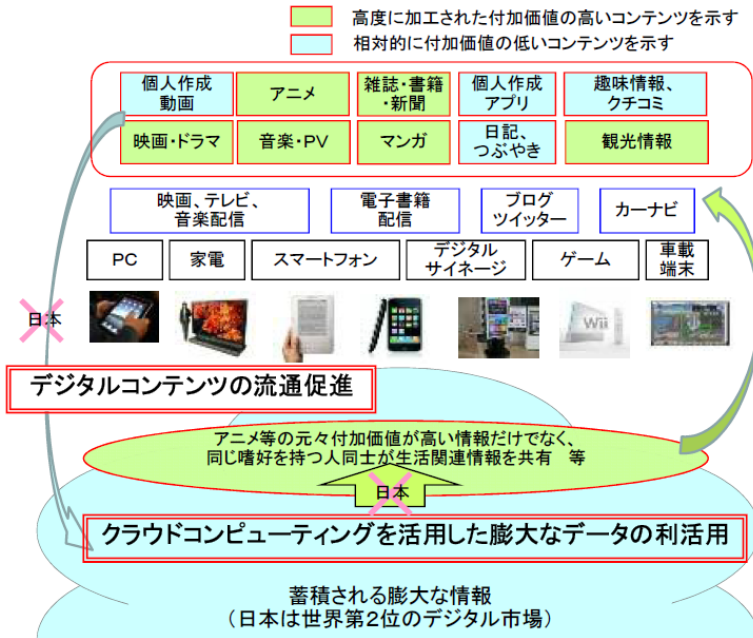 高度に加工された付加価値の高いコンテンツを示す
相対的に付加価値の低いコンテンツを示す
個人作成
動画
アニメ
雑誌・書籍
・新聞
個人作成
アプリ
趣味情報、
クチコミ
映画・ドラマ
音楽・PV
マンガ
日記、
つぶやき
観光情報
映画、テレビ、
音楽配信
電子書籍
配信
ブログ
ツイッター
カーナビ
PC
家電
スマートフォン
デジタル
サイネージ
ゲーム
車載
端末
Wii
日本
デジタルコンテンツの流通促進
アニメ等の元々付加価値が高い情報だけでなく、
同じ嗜好を持つ人同士が生活関連情報を共有　等
日本
クラウドコンピューティングを活用した膨大なデータの利活用
蓄積される膨大な情報
（日本は世界第2位のデジタル市場）